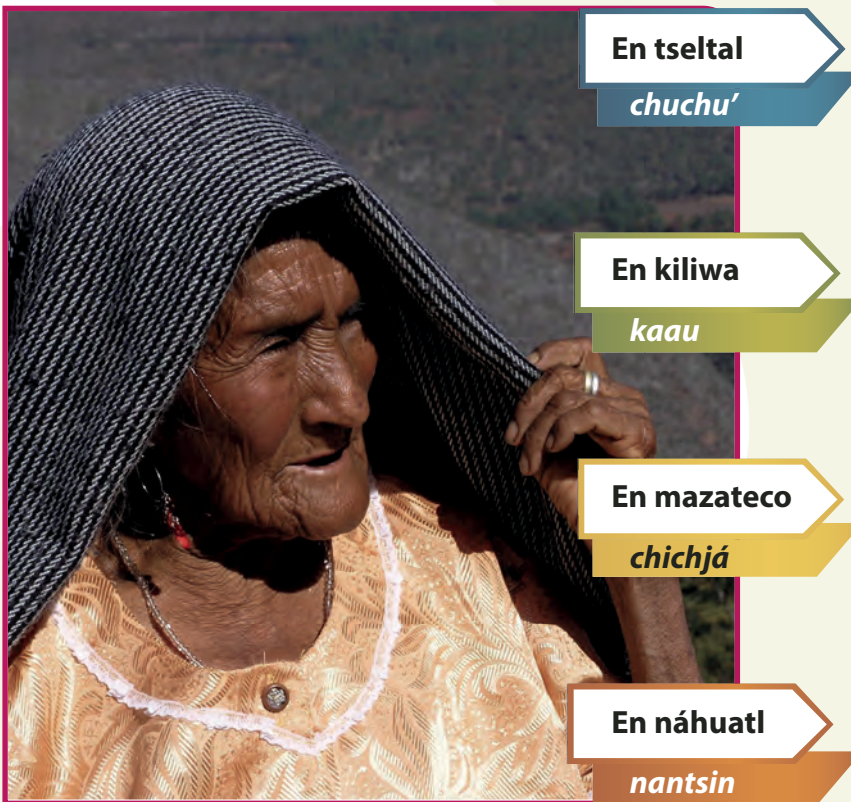 En tseltal
chuchu’
En kiliwa
kaau
En mazateco
chichjá
En náhuatl
nantsin